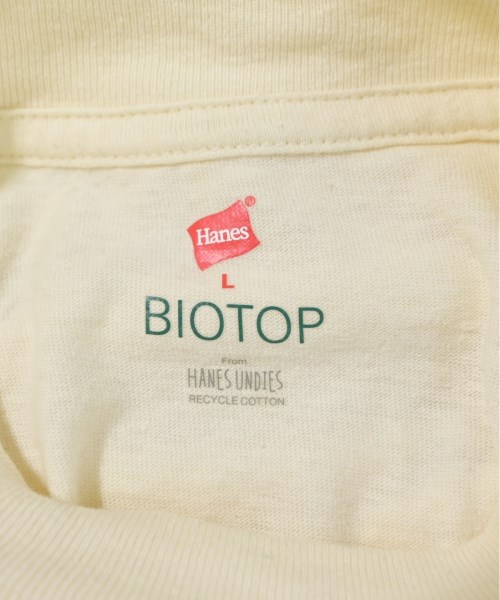 Hanes®
L
BIOTOP
From
HANES UNDIES
RECYCLE COTTON